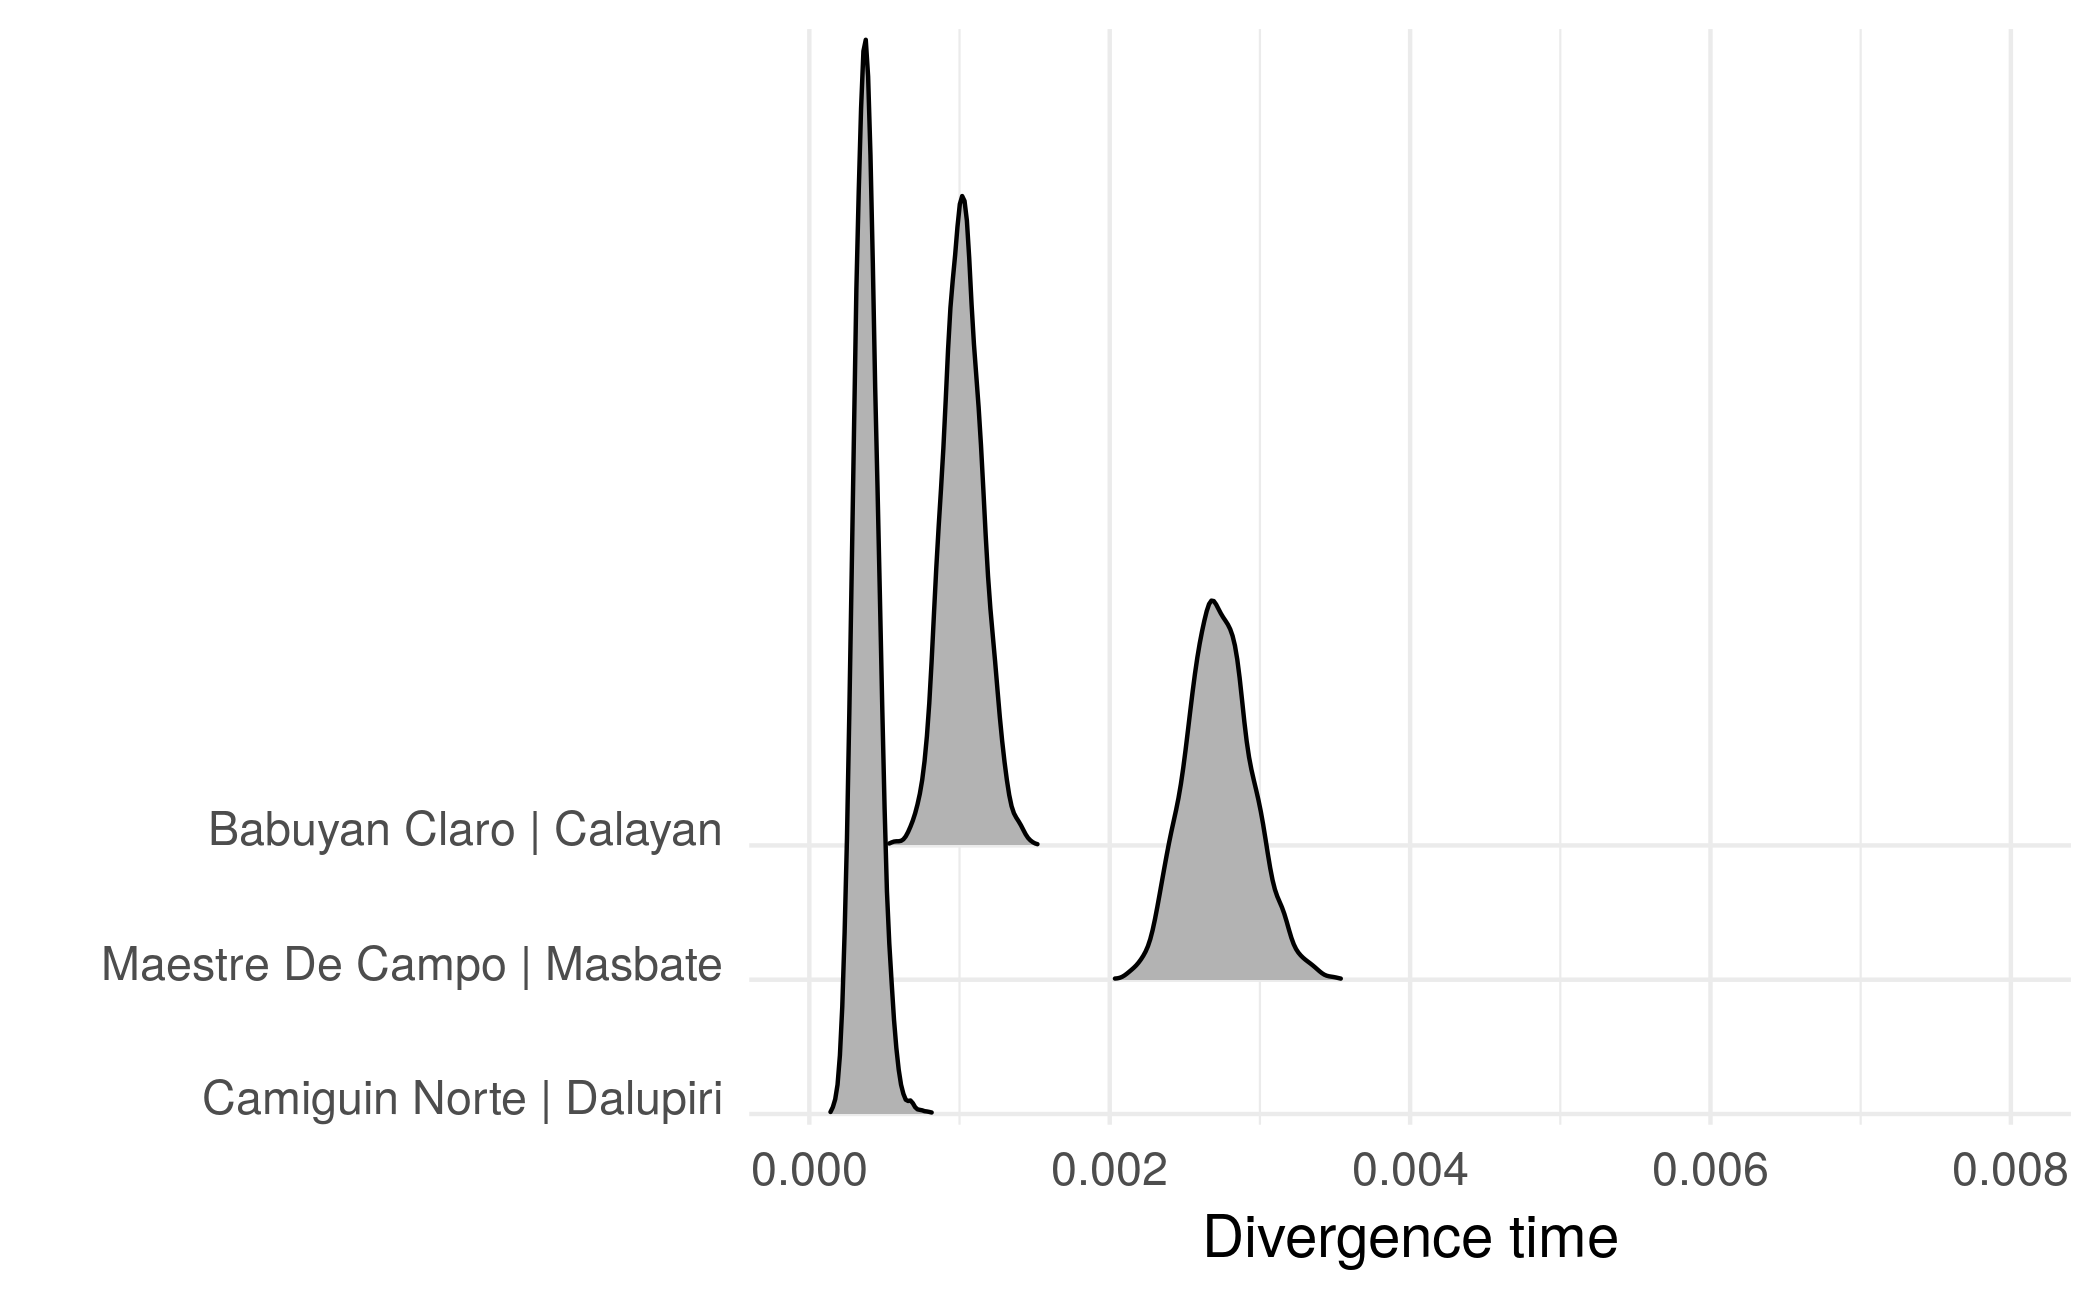 Babuyan Claro | Calayan
Maestre De Campo | Masbate
Camiguin Norte | Dalupiri
0.000 0.002 0.004 0.006 0.008
Divergence time